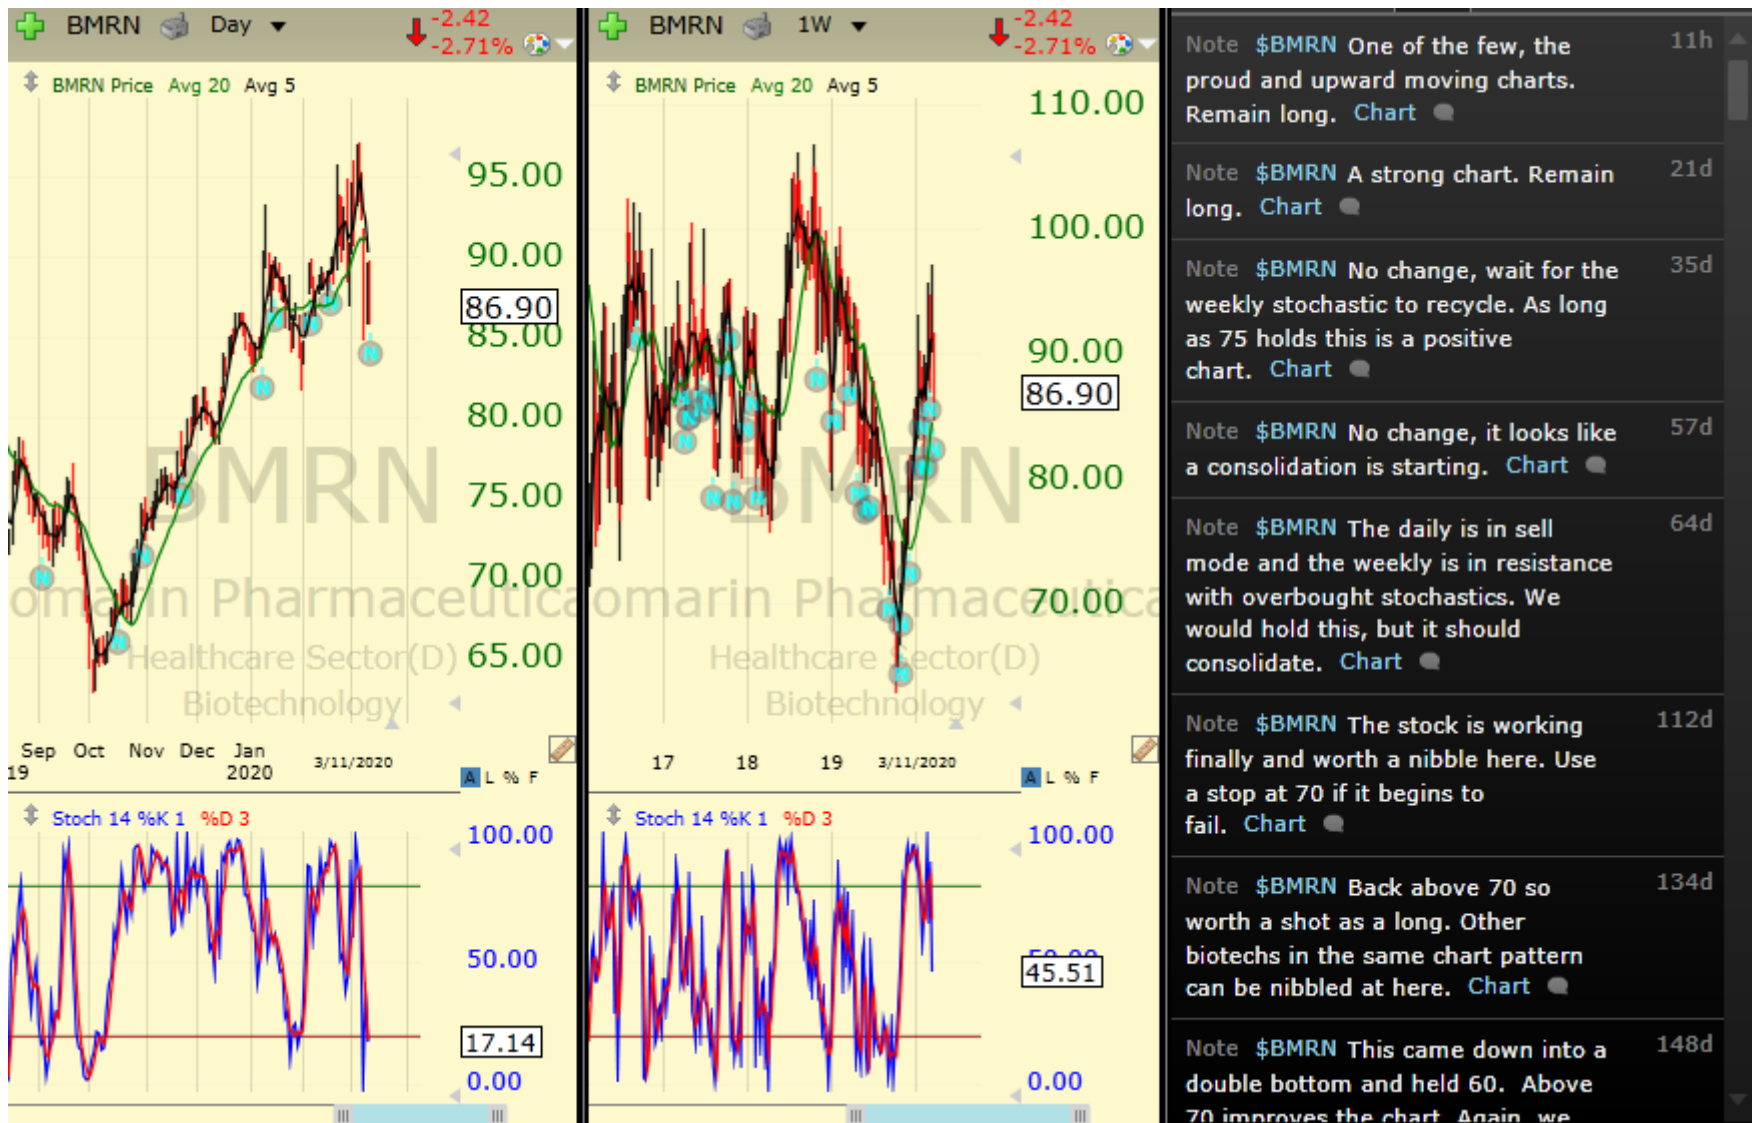 BMRN Day
-2.42
-2.71%
BMRN Price Avg 20 Avg 5
95.00
90.00
86.90
85.00
80.00
75.00
70.00
65.00
BMRN
omarin Pharmaceutica
Healthcare Sector(D)
Biotechnology
Sep Oct Nov Dec Jan
19 2020 3/11/2020
A L % F
Stoch 14 %K 1 %D 3
100.00
50.00
17.14
0.00
BMRN 1W
-2.42
-2.71%
BMRN Price Avg 20 Avg 5
110.00
100.00
90.00
86.90
80.00
70.00
BMRN
omarin Pharmaceutica
Healthcare Sector(D)
Biotechnology
17 18 19 3/11/2020
A L % F
Stoch 14 %K 1 %D 3
100.00
50.00
45.51
0.00
Note $BMRN One of the few, the 11h
proud and upward moving charts.
Remain long. Chart
Note $BMRN A strong chart. Remain 21d
long. Chart
Note $BMRN No change, wait for the 35d
weekly stochastic to recycle. As long
as 75 holds this is a positive
chart. Chart
Note $BMRN No change, it looks like 57d
a consolidation is starting. Chart
Note $BMRN The daily is in sell 64d
mode and the weekly is in resistance
with overbought stochastics. We
would hold this, but it should
consolidate. Chart
Note $BMRN The stock is working 112d
finally and worth a nibble here. Use
a stop at 70 if it begins to
fail. Chart
Note $BMRN Back above 70 so 134d
worth a shot as a long. Other
biotechs in the same chart pattern
can be nibbled at here. Chart
Note $BMRN This came down into a 148d
double bottom and held 60. Above
70 improves the chart. Again, we